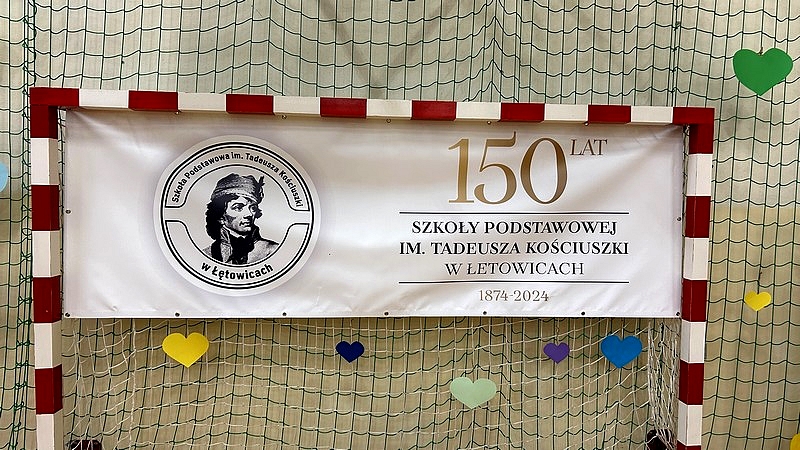 Szkoła Podstawowa im. Tadeusza Kościuszki
w Łętowicach
150 LAT
SZKOŁY PODSTAWOWEJ
IM. TADEUSZA KOŚCIUSZKI
W ŁĘTOWICACH
1874-2024